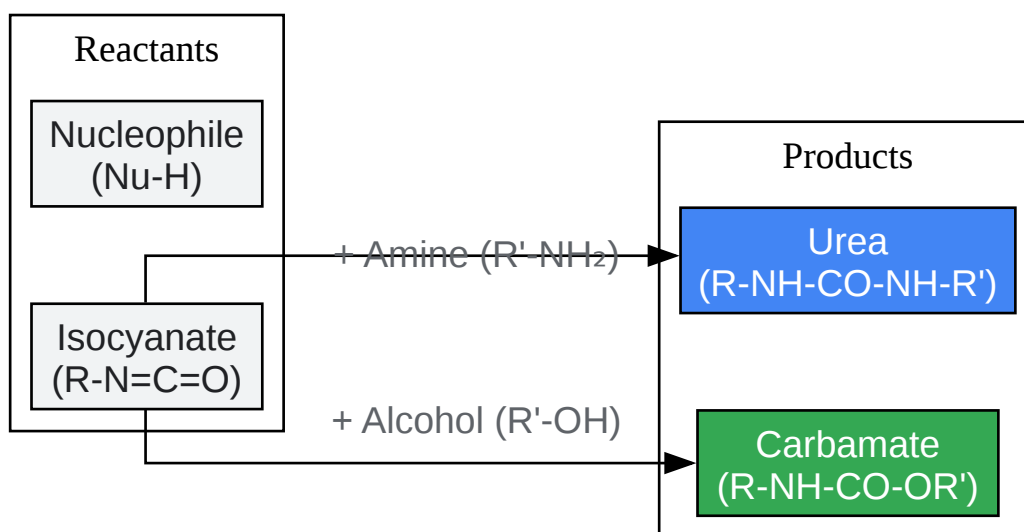 Reactants
Nucleophile
(Nu-H)
Isocyanate
(R-N=C=O)
+ Amine (R'-NH₂)
+ Alcohol (R'-OH)
Products
Urea
(R-NH-CO-NH-R')
Carbamate
(R-NH-CO-OR')